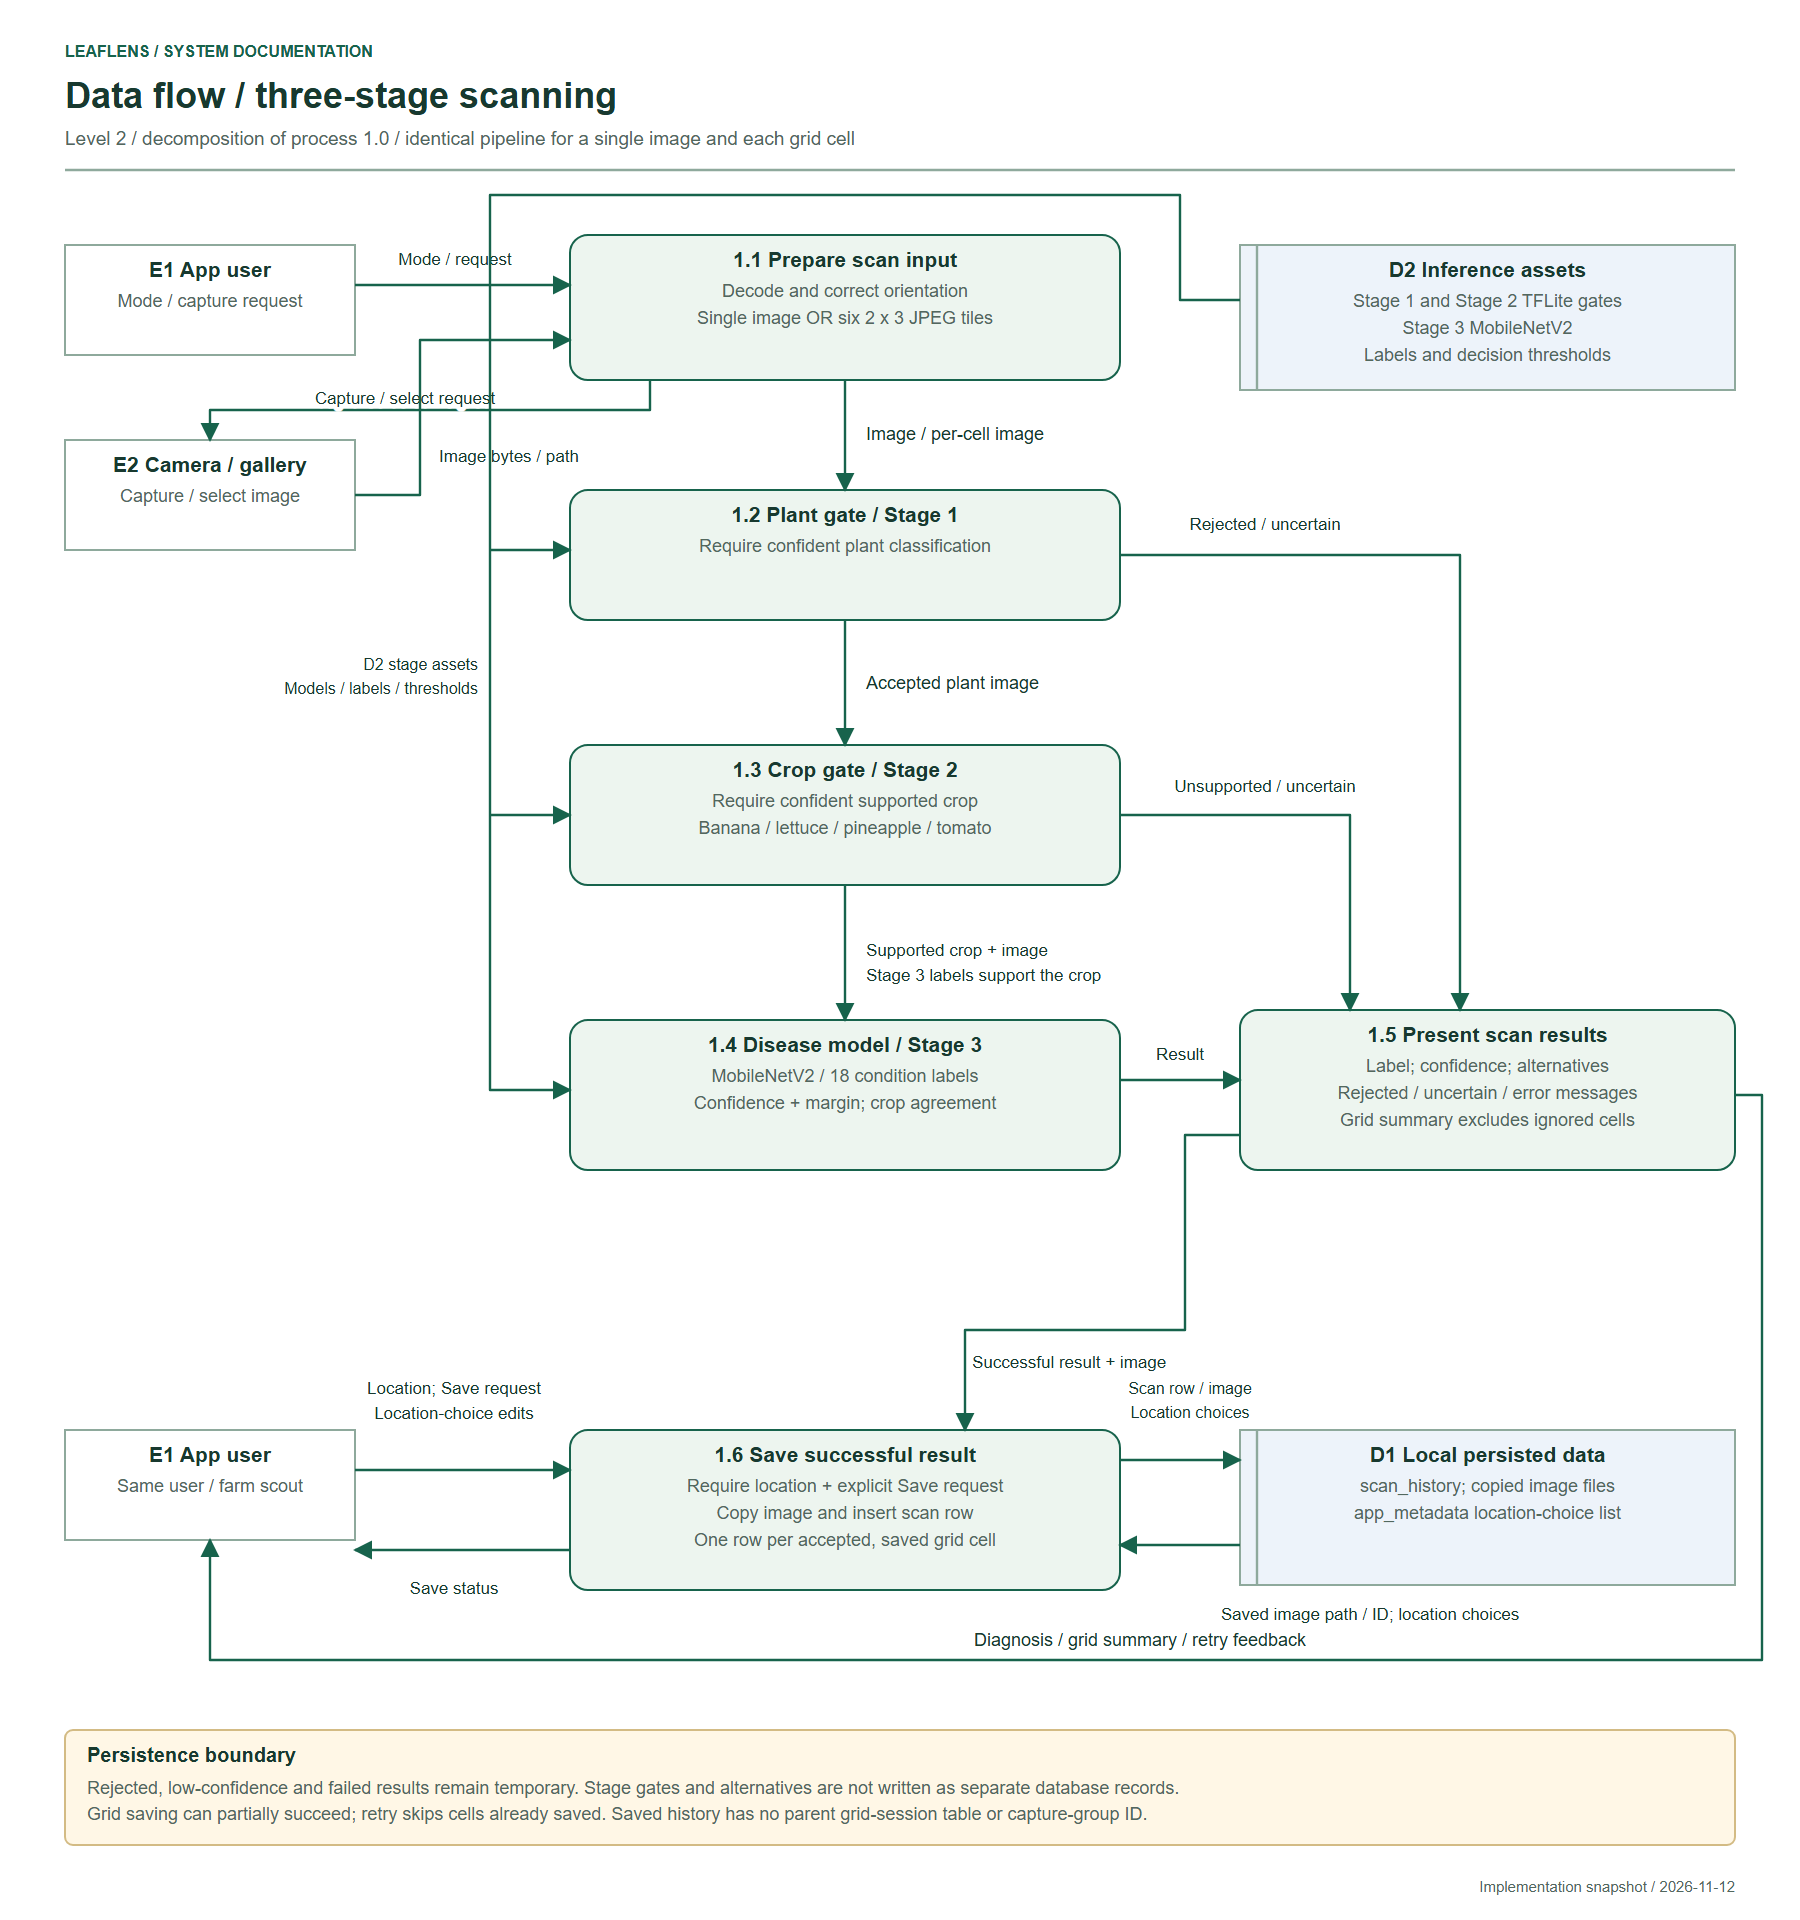 LEAFLENS / SYSTEM DOCUMENTATION
Data flow / three-stage scanning
Level 2 / decomposition of process 1.0 / identical pipeline for a single image and each grid cell
E1 App user
Mode / capture request
Mode / request
1.1 Prepare scan input
Decode and correct orientation
Single image OR six 2 x 3 JPEG tiles
D2 Inference assets
Stage 1 and Stage 2 TFLite gates
Stage 3 MobileNetV2
Labels and decision thresholds
Capture / select request
E2 Camera / gallery
Capture / select image
Image bytes / path
Image / per-cell image
1.2 Plant gate / Stage 1
Require confident plant classification
Rejected / uncertain
D2 stage assets
Models / labels / thresholds
Accepted plant image
1.3 Crop gate / Stage 2
Require confident supported crop
Banana / lettuce / pineapple / tomato
Unsupported / uncertain
Supported crop + image
Stage 3 labels support the crop
1.4 Disease model / Stage 3
MobileNetV2 / 18 condition labels
Confidence + margin; crop agreement
Result
1.5 Present scan results
Label; confidence; alternatives
Rejected / uncertain / error messages
Grid summary excludes ignored cells
Successful result + image
Location; Save request
Location-choice edits
Scan row / image
Location choices
E1 App user
Same user / farm scout
1.6 Save successful result
Require location + explicit Save request
Copy image and insert scan row
One row per accepted, saved grid cell
D1 Local persisted data
scan_history; copied image files
app_metadata location-choice list
Save status
Saved image path / ID; location choices
Diagnosis / grid summary / retry feedback
Persistence boundary
Rejected, low-confidence and failed results remain temporary. Stage gates and alternatives are not written as separate database records.
Grid saving can partially succeed; retry skips cells already saved. Saved history has no parent grid-session table or capture-group ID.
Implementation snapshot / 2026-11-12